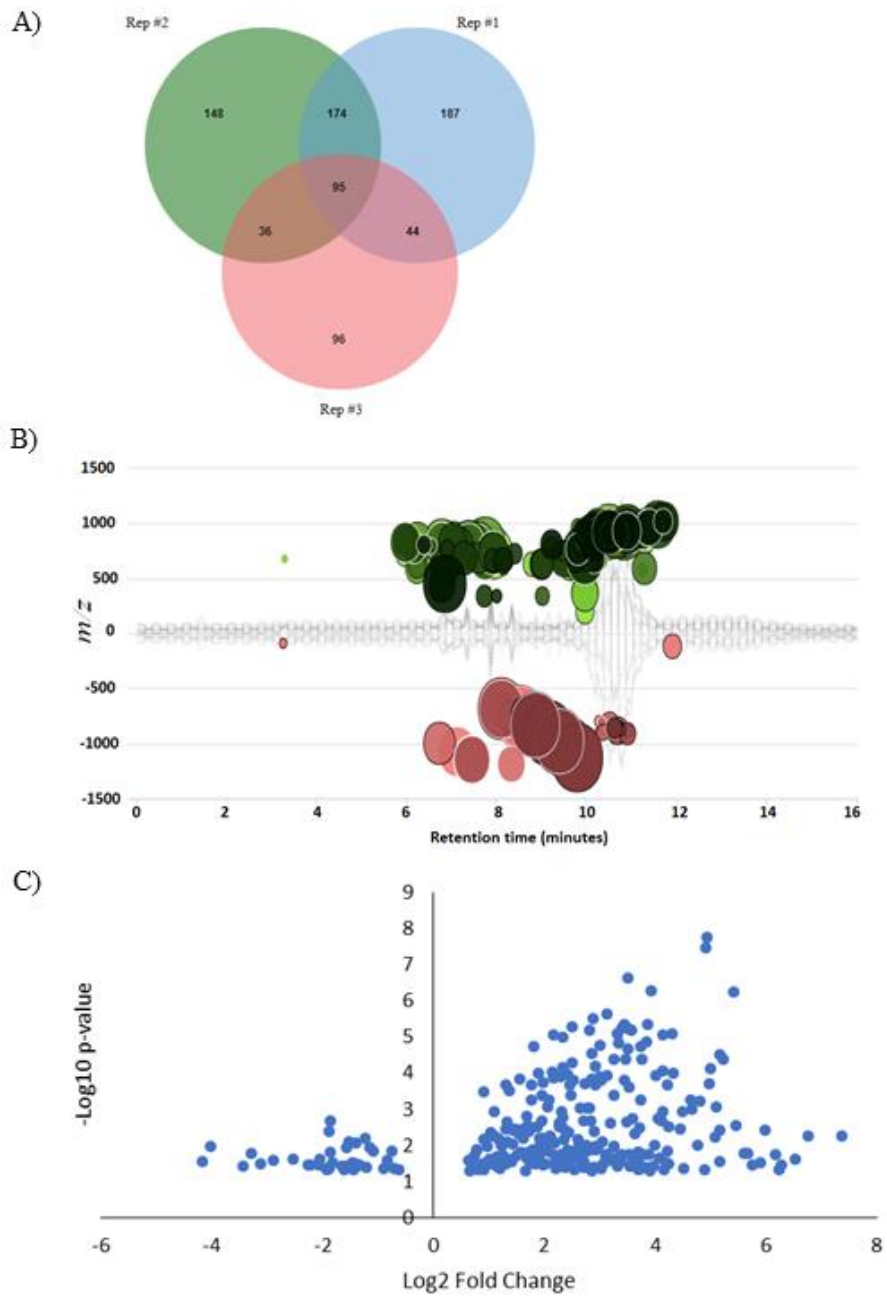 A)
Rep #2
Rep #1
148
174
187
95
36
44
96
Rep #3
B)
1500
1000
500
0
-500
-1000
-1500
m/z
0 2 4 6 8 10 12 14 16
Retention time (minutes)
C)
9
8
7
6
5
4
3
2
1
0
-Log10 p-value
-6 -4 -2 0 2 4 6 8
Log2 Fold Change